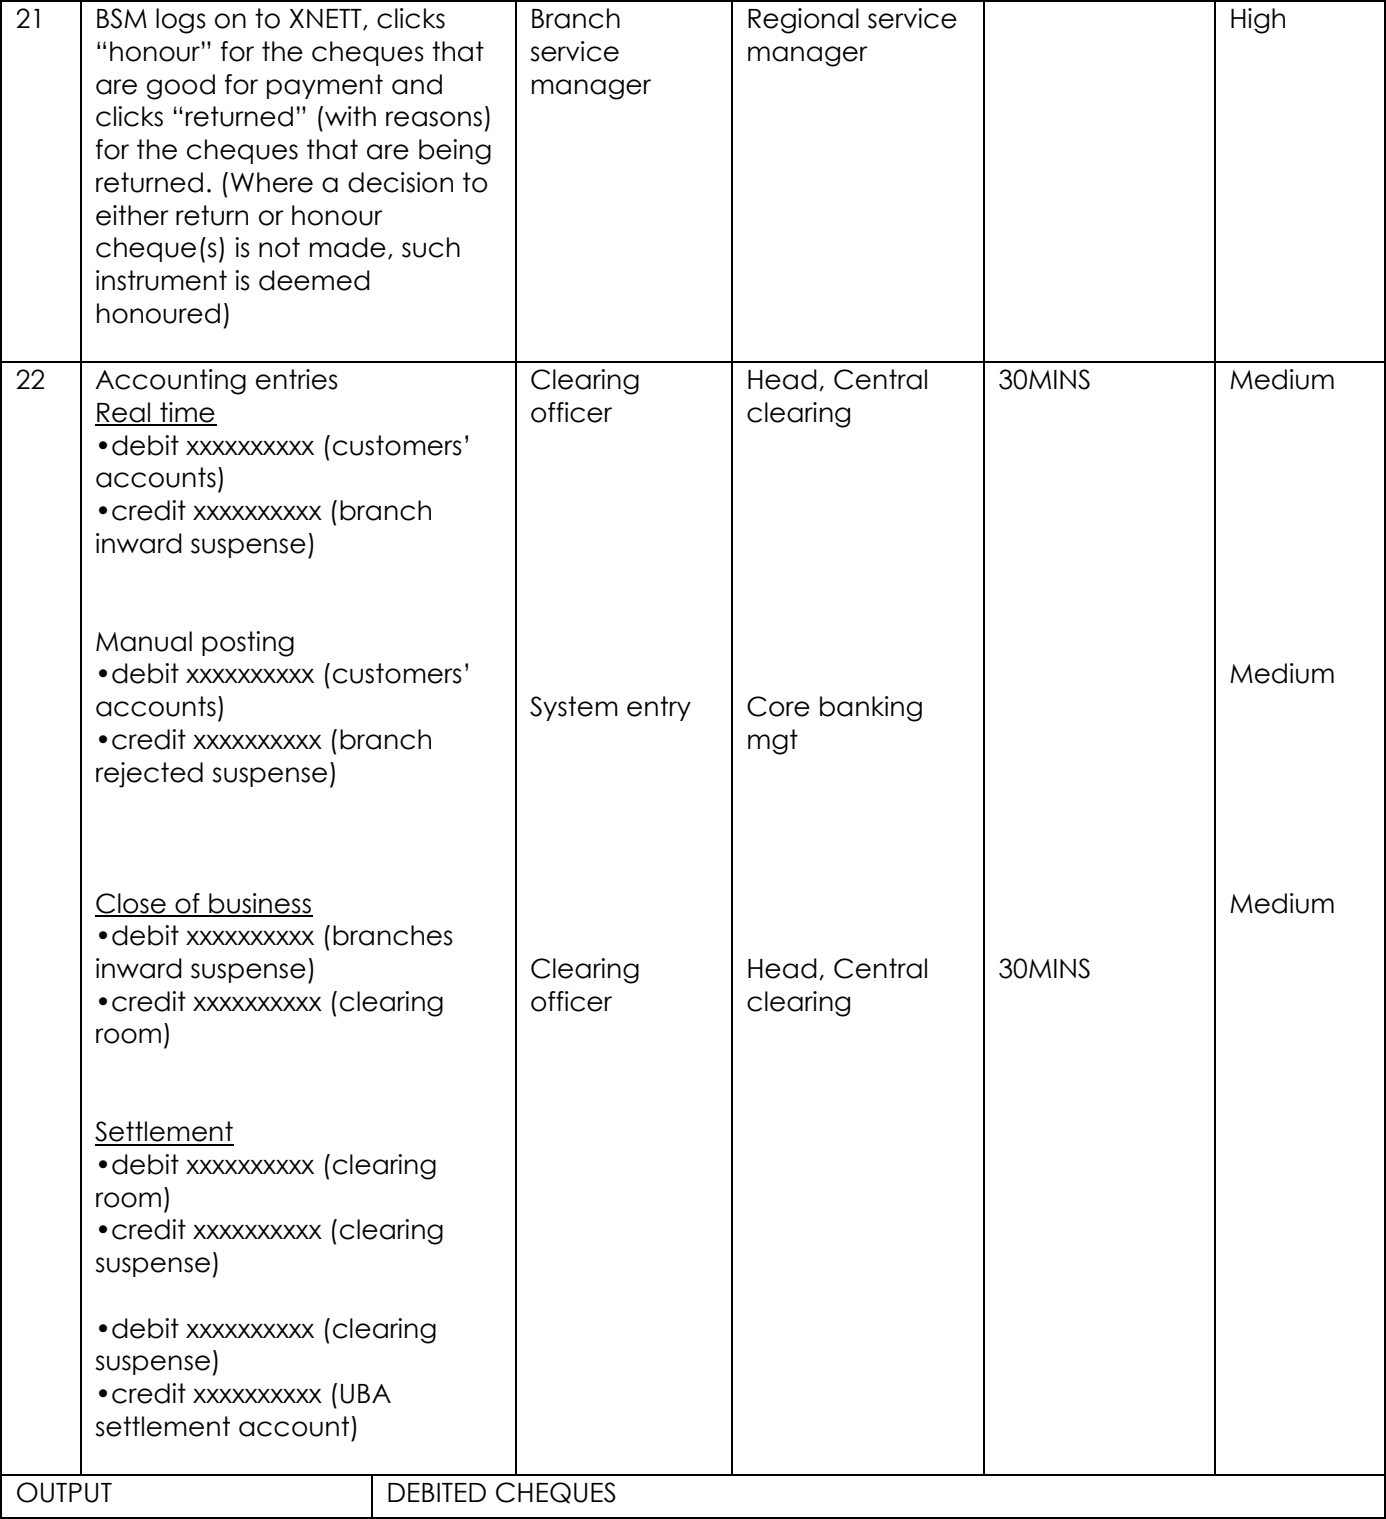 21
BSM logs on to XNETT, clicks
“honour” for the cheques that
are good for payment and
clicks “returned” (with reasons)
for the cheques that are being
returned. (Where a decision to
either return or honour
cheque(s) is not made, such
instrument is deemed
honoured)
Branch
service
manager
Regional service
manager
High
22
Accounting entries
Real time
•debit xxxxxxxxxx (customers’
accounts)
•credit xxxxxxxxxx (branch
inward suspense)
Manual posting
•debit xxxxxxxxxx (customers’
accounts)
•credit xxxxxxxxxx (branch
rejected suspense)
Close of business
•debit xxxxxxxxxx (branches
inward suspense)
•credit xxxxxxxxxx (clearing
room)
Settlement
•debit xxxxxxxxxx (clearing
room)
•credit xxxxxxxxxx (clearing
suspense)
•debit xxxxxxxxxx (clearing
suspense)
•credit xxxxxxxxxx (UBA
settlement account)
Clearing
officer
System entry
Clearing
officer
Head, Central
clearing
Core banking
mgt
Head, Central
clearing
30MINS
30MINS
Medium
Medium
Medium
OUTPUT
DEBITED CHEQUES